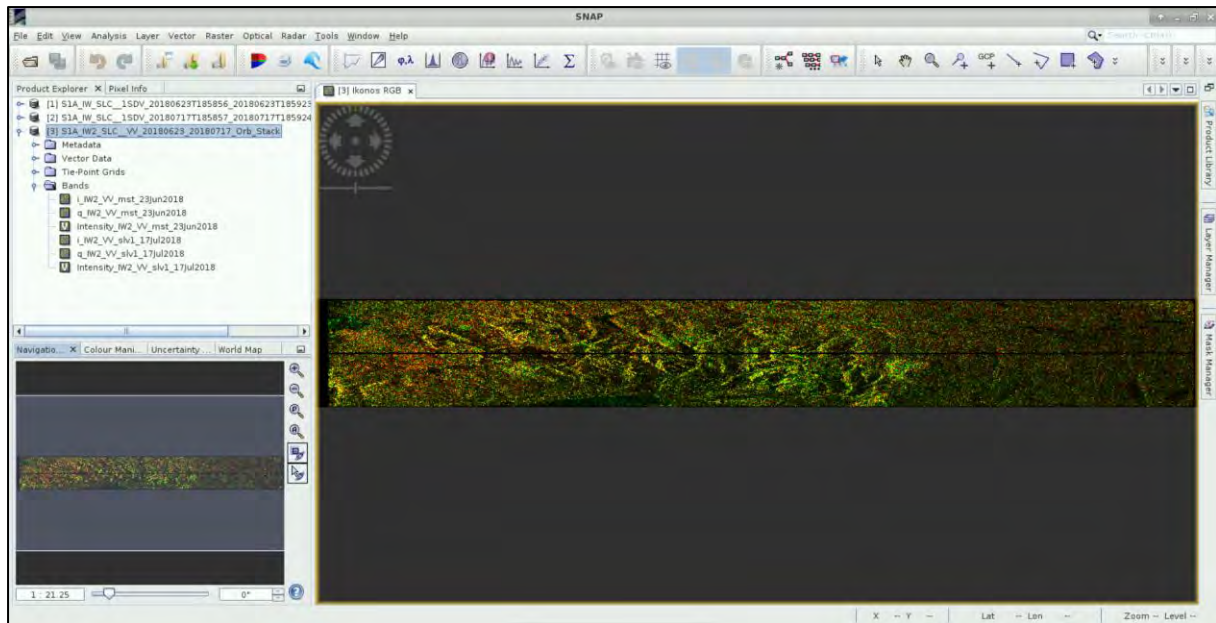 SNAP
File Edit View Analysis Layer Vector Raster Optical Radar Tools Window Help
φ,λ Σ GCP
Product Explorer X Pixel Info
[3] Ikonos RGB x
[1] S1A_IW_SLC__1SDV_20180623T185856_20180623T185923
[2] S1A_IW_SLC__1SDV_20180717T185857_20180717T185924
[3] S1A_IW2_SLC__VV_20180623_20180717_Orb_Stack
Metadata
Vector Data
Tie-Point Grids
Bands
i_IW2_VV_mst_23Jun2018
q_IW2_VV_mst_23Jun2018
Intensity_IW2_VV_mst_23Jun2018
i_IW2_VV_slv1_17Jul2018
q_IW2_VV_slv1_17Jul2018
Intensity_IW2_VV_slv1_17Jul2018
Product Library
Layer Manager
Mask Manager
Navigatio... X Colour Mani... Uncertainty ... World Map
1 : 21.25 0°
X -- Y -- Lat -- Lon -- Zoom -- Level --